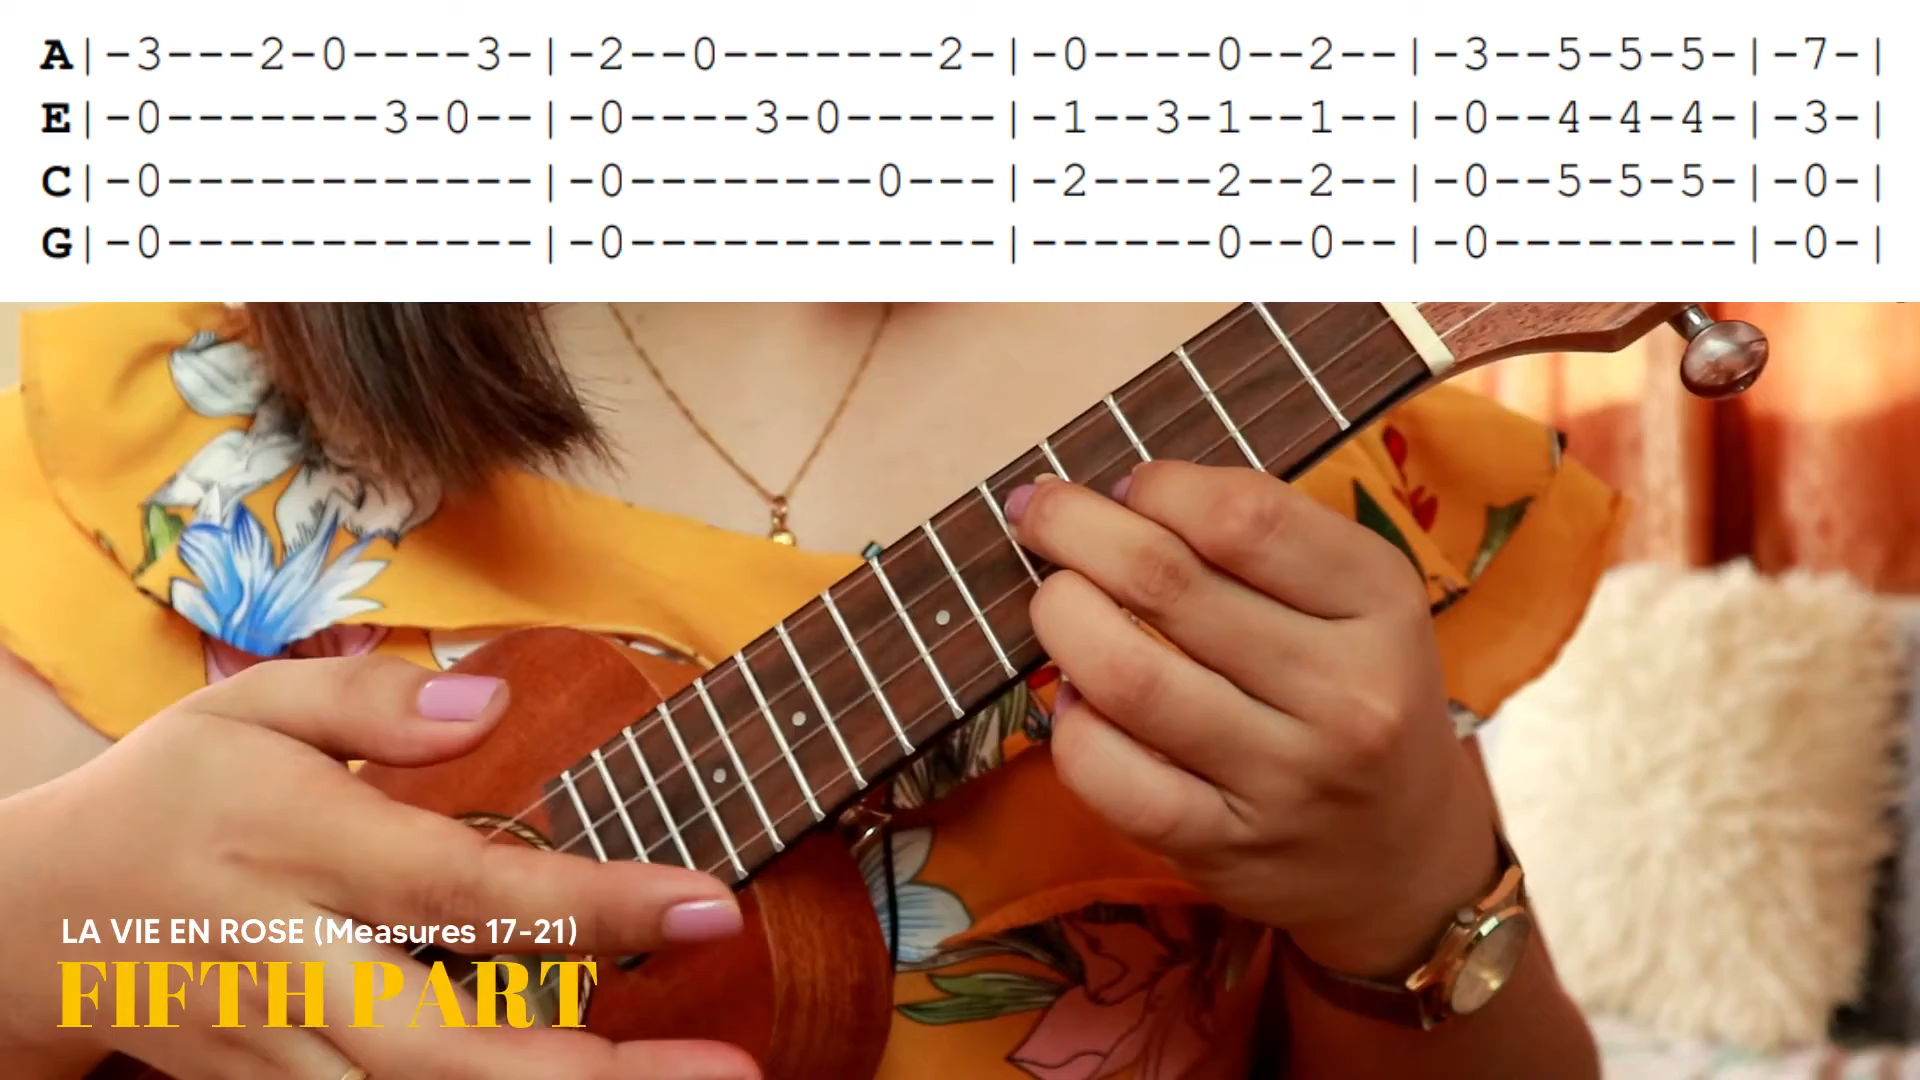 A|-3---2-0----3-|-2--0-------2-|-0----0--2--|-3--5-5-5-|-7-|
E|-0-------3-0--|-0----3-0-----|-1--3-1--1--|-0--4-4-4-|-3-|
C|-0------------|-0--------0---|-2----2--2--|-0--5-5-5-|-0-|
G|-0------------|-0------------|------0--0--|-0--------|-0-|
LA VIE EN ROSE (Measures 17-21)
FIFTH PART